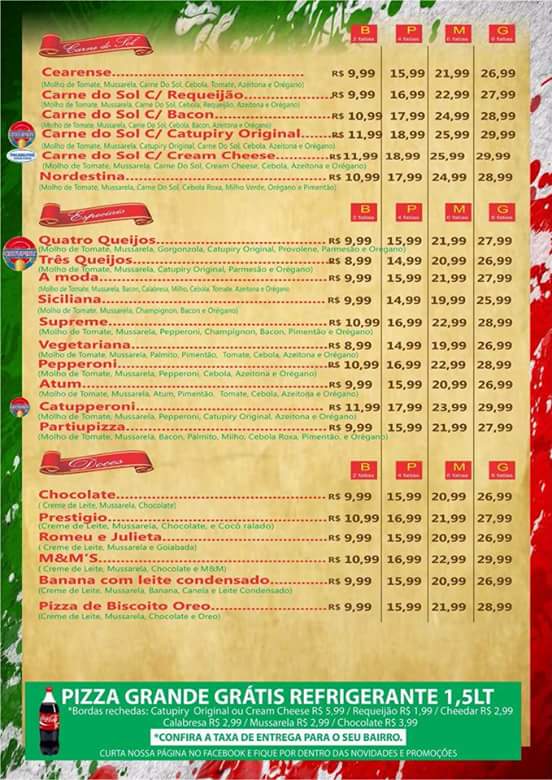 Carne do Sol
B P M G
2 fatias 4 fatias 6 fatias 8 fatias
Cearense........................................... R$ 9,99 15,99 21,99 26,99
(Molho de Tomate, Mussarela, Carne Do Sol, Cebola, Tomate, Azeitona e Orégano)
Carne do Sol C/ Requeijão................R$ 9,99 16,99 22,99 27,99
(Molho de Tomate, Mussarela, Carne Do Sol, Cebola, Requeijão, Azeitona e Orégano)
Carne do Sol C/ Bacon.......................R$ 10,99 17,99 24,99 28,99
(Molho de Tomate, Mussarela, Carne Do Sol, Cebola, Bacon, Azeitona e Orégano)
Carne do Sol C/ Catupiry Original......R$ 11,99 18,99 25,99 29,99
(Molho de Tomate, Mussarela, Catupiry Original, Carne Do Sol, Cebola, Azeitona e Orégano)
Carne do Sol C/ Cream Cheese...........R$ 11,99 18,99 25,99 29,99
(Molho de Tomate, Mussarela, Carne Do Sol, Cream Cheese, Cebola, Azeitona e Orégano)
Nordestina........................................R$ 10,99 17,99 24,99 28,99
(Molho de Tomate, Mussarela, Carne Do Sol, Cebola Roxa, Milho Verde, Orégano e Pimentão)
Especiais
B P M G
2 fatias 4 fatias 6 fatias 8 fatias
Quatro Queijos...................................R$ 9,99 15,99 21,99 27,99
(Molho de Tomate, Mussarela, Gorgonzola, Catupiry Original, Provolene, Parmesão e Orégano)
Três Queijos.......................................R$ 8,99 14,99 20,99 26,99
(Molho de Tomate, Mussarela, Catupiry Original, Parmesão e Orégano)
A moda..............................................R$ 9,99 15,99 21,99 27,99
(Molho de Tomate, Mussarela, Bacon, Calabresa, Milho, Cebola, Tomate, Azeitona e Orégano)
Siciliana.............................................R$ 9,99 14,99 19,99 25,99
(Molho de Tomate, Mussarela, Champignon, Bacon e Orégano)
Supreme............................................R$ 10,99 16,99 22,99 28,99
(Molho de Tomate, Mussarela, Pepperoni, Champignon, Bacon, Pimentão e Orégano)
Vegetariana.......................................R$ 8,99 14,99 19,99 26,99
(Molho de Tomate, Mussarela, Palmito, Pimentão, Tomate, Cebola, Azeitona e Orégano)
Pepperoni..........................................R$ 10,99 16,99 22,99 28,99
(Molho de Tomate, Mussarela, Pepperoni, Cebola, Azeitona e Orégano)
Atum..................................................R$ 9,99 15,99 20,99 26,99
(Molho de Tomate, Mussarela, Atum, Pimentão, Tomate, Cebola, Azeitona e Orégano)
Catupperoni.......................................R$ 11,99 17,99 23,99 29,99
(Molho de Tomate, Mussarela, Pepperoni, Catupiry Original, Azeitona e Orégano)
Partiupizza........................................R$ 9,99 15,99 21,99 27,99
(Molho de Tomate, Mussarela, Bacon, Palmito, Milho, Cebola Roxa, Pimentão, e Orégano)
Doces
B P M G
2 fatias 4 fatias 6 fatias 8 fatias
Chocolate...........................................R$ 9,99 15,99 20,99 26,99
( Creme de Leite, Mussarela, Chocolate)
Prestigio............................................R$ 10,99 16,99 21,99 27,99
(Creme de Leite, Mussarela, Chocolate, e Cocô ralado)
Romeu e Julieta.................................R$ 9,99 15,99 20,99 26,99
( Creme de Leite, Mussarela e Goiabada)
M&M'S...............................................R$ 10,99 16,99 22,99 29,99
( Creme de Leite, Mussarela, Chocolate e M&M)
Banana com leite condensado............R$ 9,99 15,99 20,99 26,99
(Creme de Leite, Mussarela, Banana, Canela e Leite Condensado)
Pizza de Biscoito Oreo.......................R$ 9,99 15,99 21,99 28,99
(Creme de Leite, Mussarela, Chocolate e Oreo)
PIZZA GRANDE GRÁTIS REFRIGERANTE 1,5LT
*Bordas rechedas: Catupiry Original ou Cream Cheese R$ 5,99 / Requeijão R$ 1,99 / Cheedar R$ 2,99
Calabresa R$ 2,99 / Mussarela R$ 2,99 / Chocolate R$ 3,99
*CONFIRA A TAXA DE ENTREGA PARA O SEU BAIRRO.
CURTA NOSSA PÁGINA NO FACEBOOK E FIQUE POR DENTRO DAS NOVIDADES E PROMOÇÕES